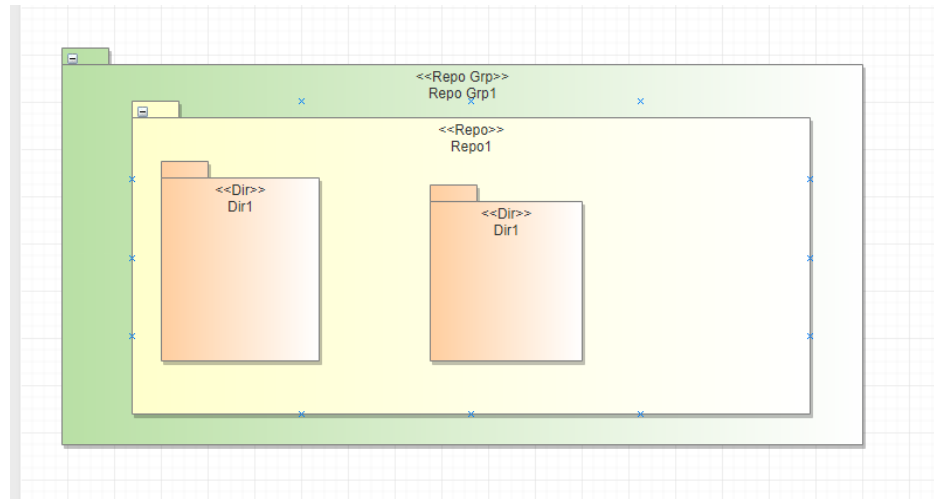 <<Repo Grp>>
Repo Grp1
<<Repo>>
Repo1
<<Dir>>
Dir1
<<Dir>>
Dir1